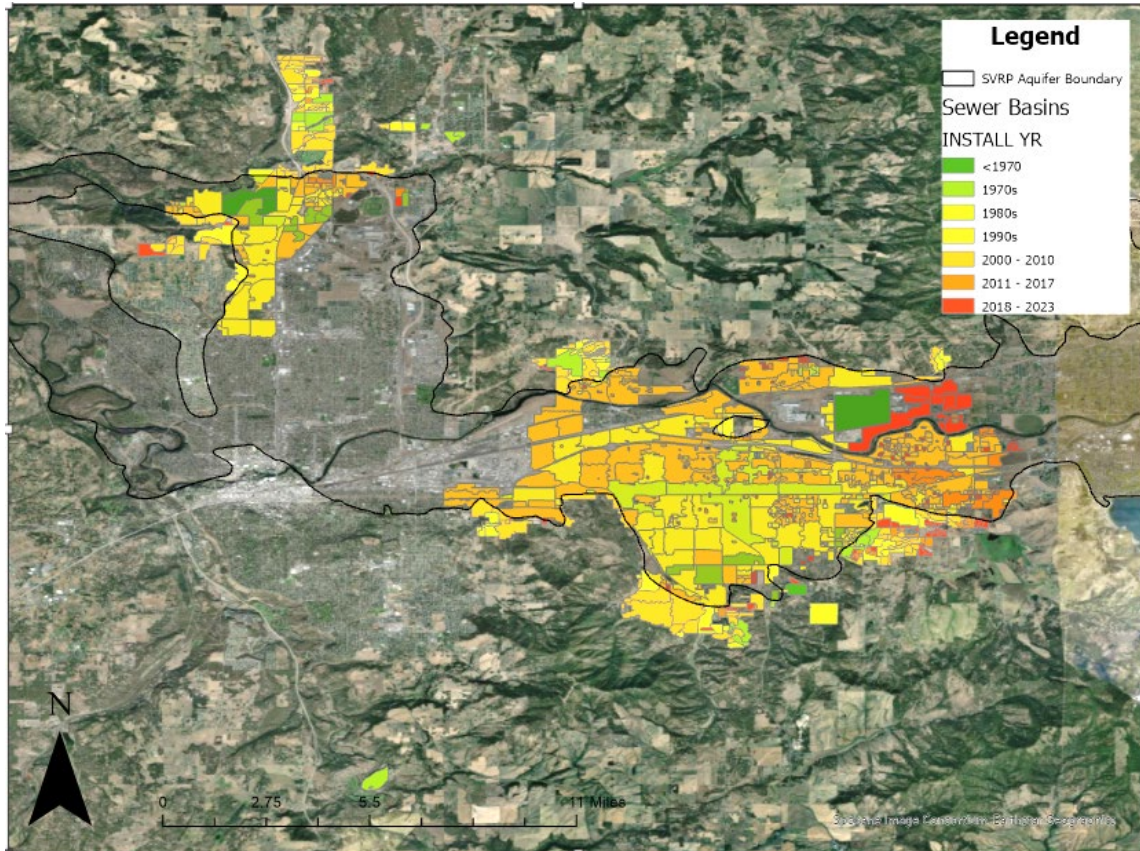 Legend
SVRP Aquifer Boundary
Sewer Basins
INSTALL YR
<1970
1970s
1980s
1990s
2000 - 2010
2011 - 2017
2018 - 2023
N
0 2.75 5.5 11 Miles